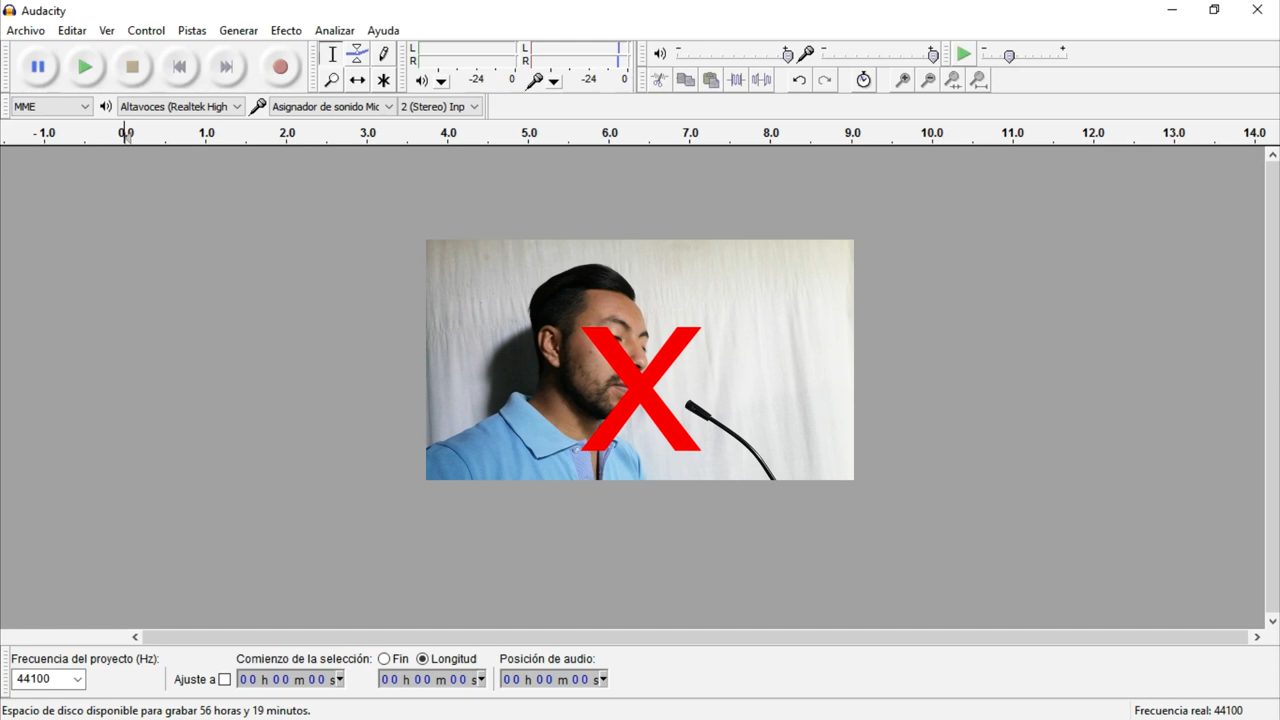 Audacity
Archivo Editar Ver Control Pistas Generar Efecto Analizar Ayuda
L L
R R
-24 0 -24 0
MME Altavoces (Realtek High Asignador de sonido Mic 2 (Stereo) Inp
- 1.0 0.0 1.0 2.0 3.0 4.0 5.0 6.0 7.0 8.0 9.0 10.0 11.0 12.0 13.0 14.0
X
Frecuencia del proyecto (Hz): Comienzo de la selección: Fin Longitud Posición de audio:
44100 Ajuste a 00 h 00 m 00 s 00 h 00 m 00 s 00 h 00 m 00 s
Espacio de disco disponible para grabar 56 horas y 19 minutos. Frecuencia real: 44100